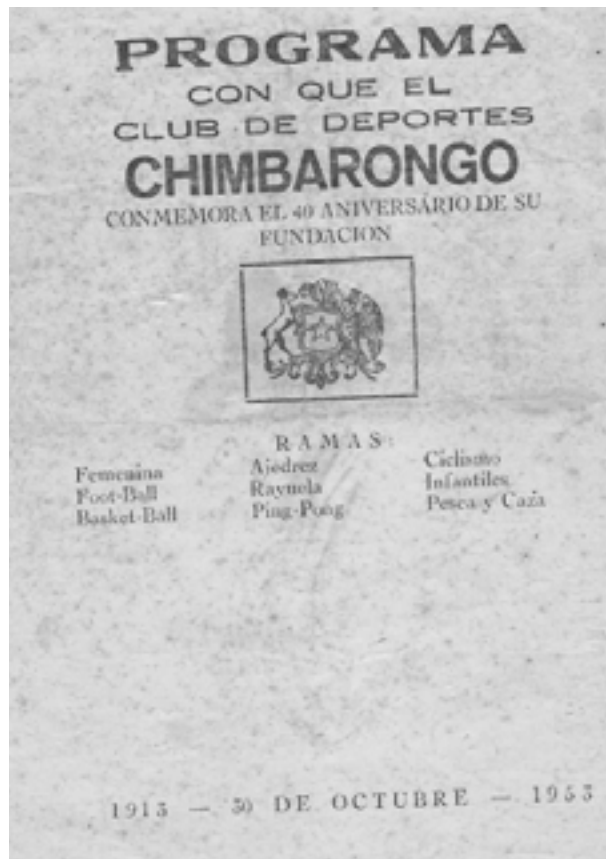 PROGRAMA
CON QUE EL
CLUB DE DEPORTES
CHIMBARONGO
CONMEMORA EL 40 ANIVERSÁRIO DE SU
FUNDACION
RAMAS:
Femenina Ajedrez Ciclismo
Foot-Ball Rayuela Infantiles
Basket-Ball Ping-Pong Pesca y Caza
1913 — 30 DE OCTUBRE — 1953